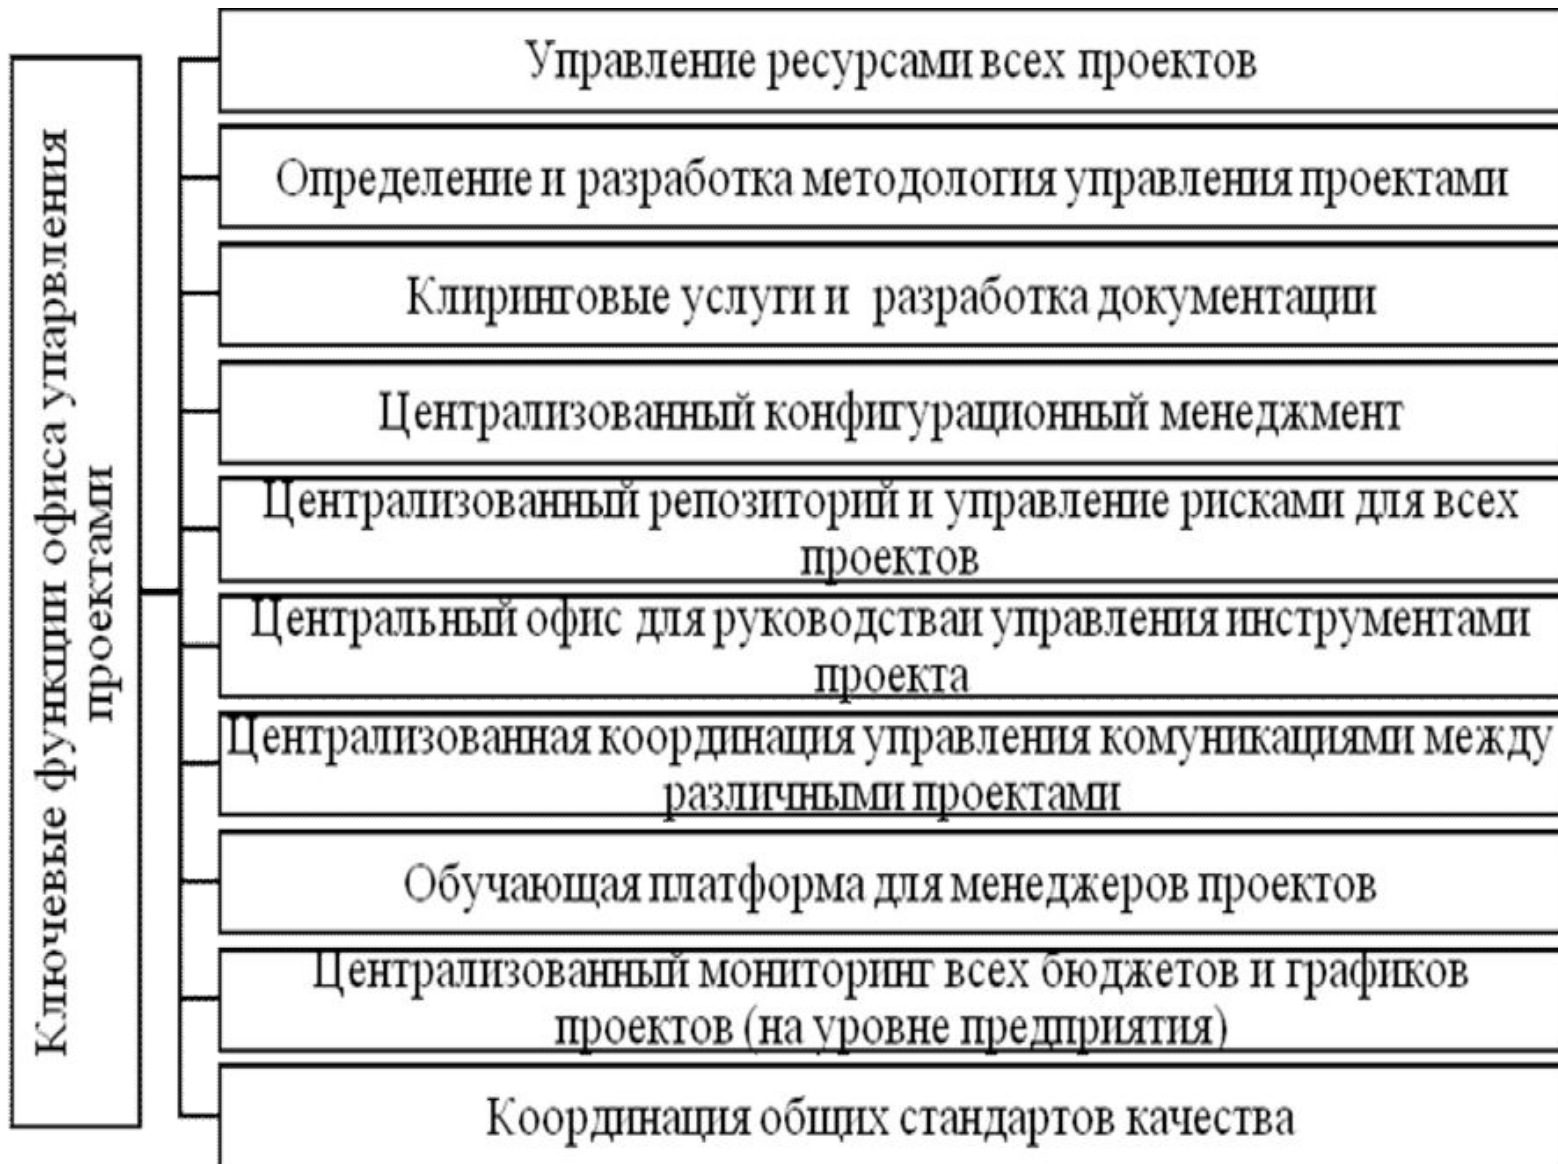 Ключевые функции офиса упарвления
проектами
Управление ресурсами всех проектов
Определение и разработка методология управления проектами
Клиринговые услуги и разработка документации
Централизованный конфигурационный менеджмент
Централизованный репозиторий и управление рисками для всех
проектов
Центральный офис для руководстваи управления инструментами
проекта
Централизованная координация управления комуникациями между
различными проектами
Обучающая платформа для менеджеров проектов
Централизованный мониторинг всех бюджетов и графиков
проектов (на уровне предприятия)
Координация общих стандартов качества